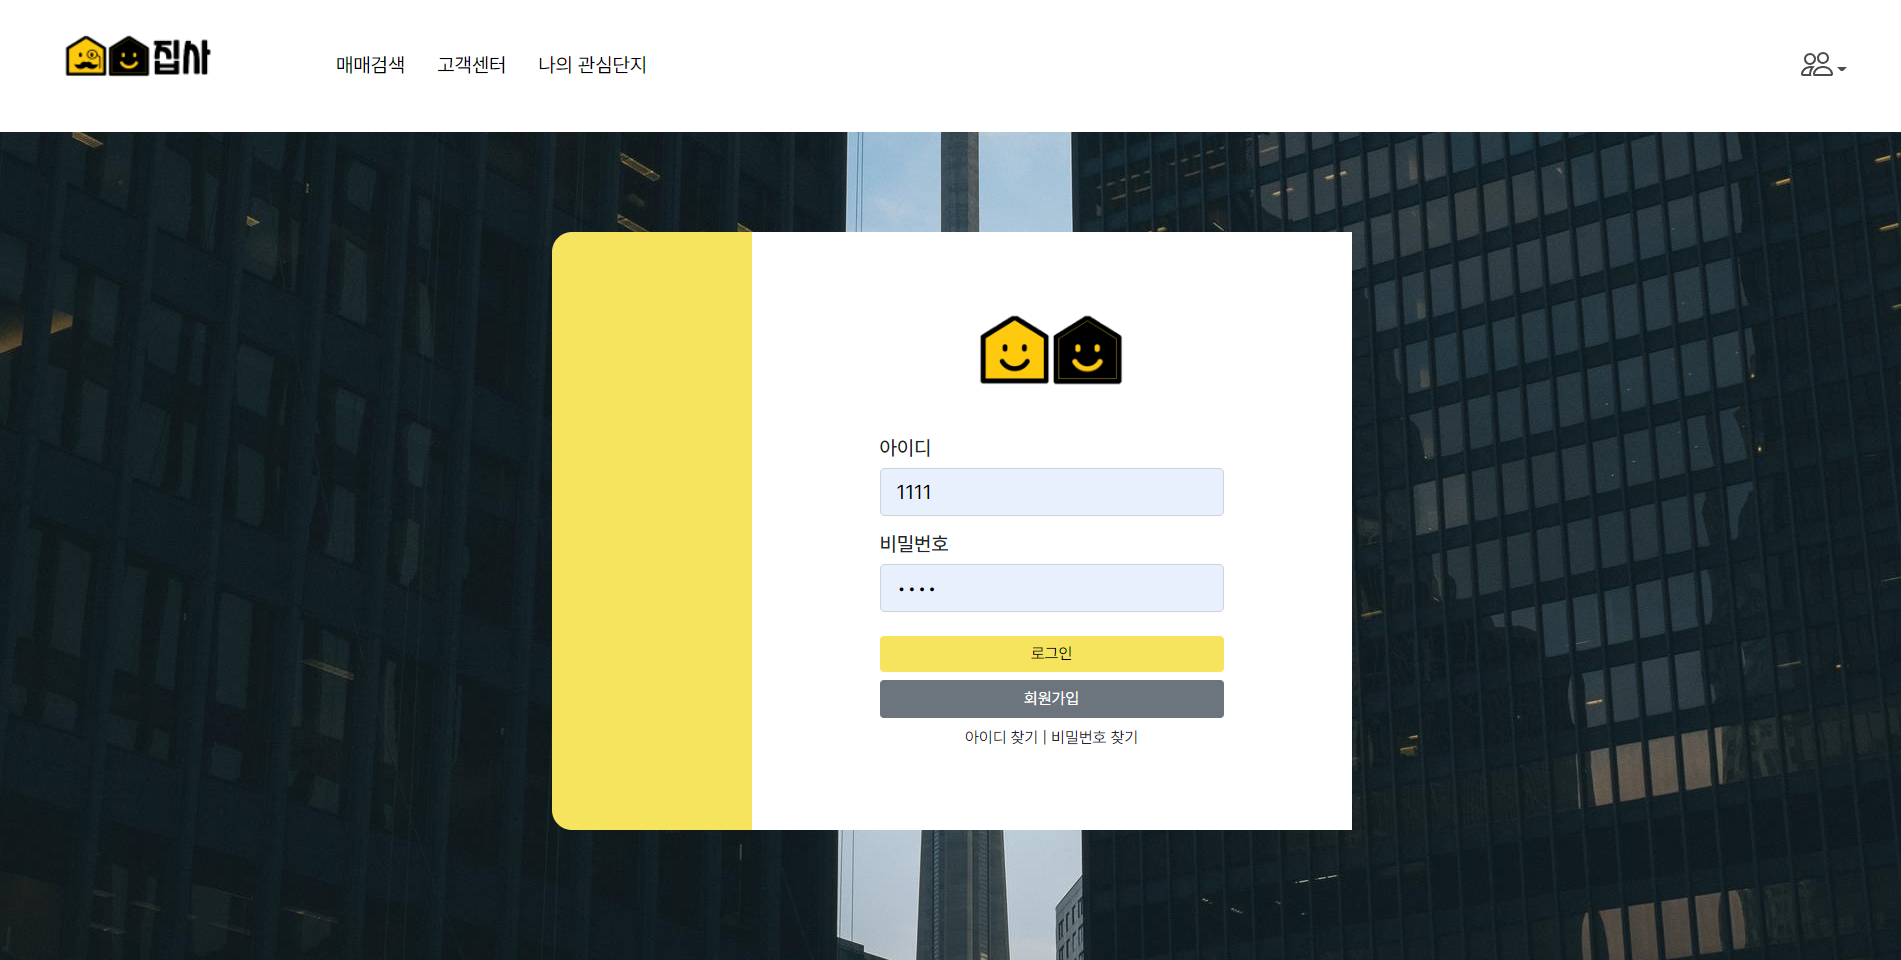 집사
매매검색 고객센터 나의 관심단지
아이디
1111
비밀번호
••••
로그인
회원가입
아이디 찾기 | 비밀번호 찾기